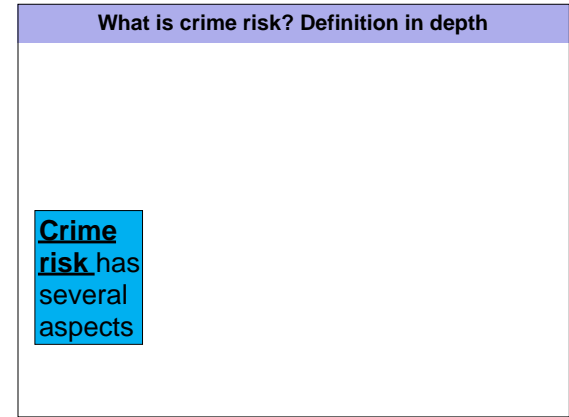 What is crime risk? Definition in depth
Crime
risk has
several
aspects